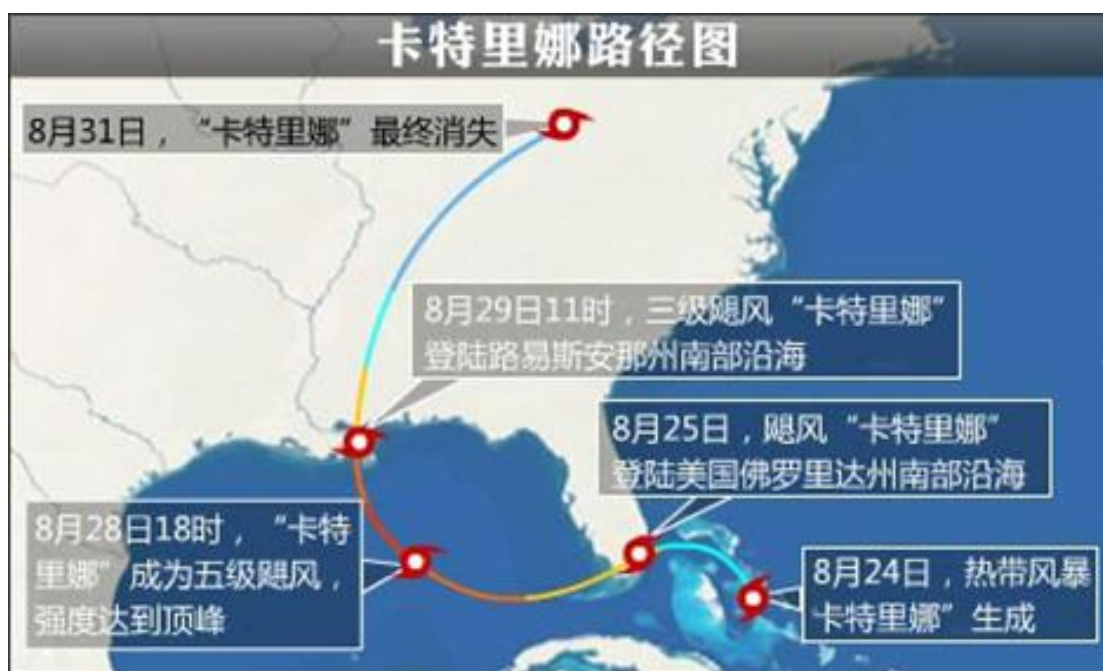 卡特里娜路径图
8月31日，“卡特里娜”最终消失
8月29日11时，三级飓风“卡特里娜”
登陆路易斯安那州南部沿海
8月25日，飓风“卡特里娜”
登陆美国佛罗里达州南部沿海
8月28日18时，“卡特
里娜”成为五级飓风，
强度达到顶峰
8月24日，热带风暴
卡特里娜”生成